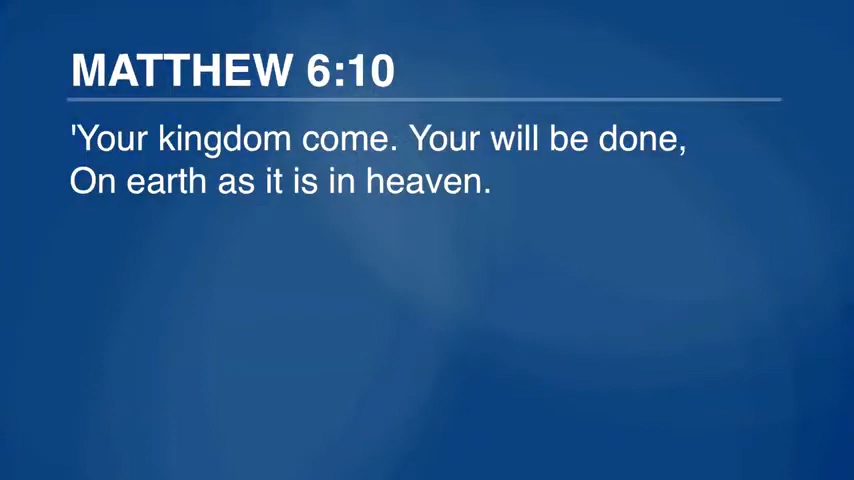 MATTHEW 6:10
'Your kingdom come. Your will be done,
On earth as it is in heaven.